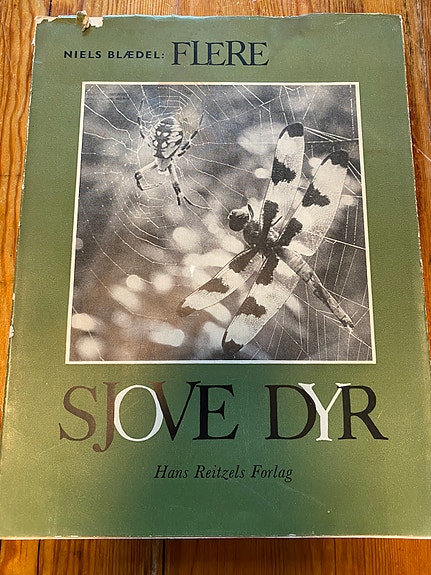 NIELS BLÆDEL: FLERE
SJOVE DYR
Hans Reitzels Forlag